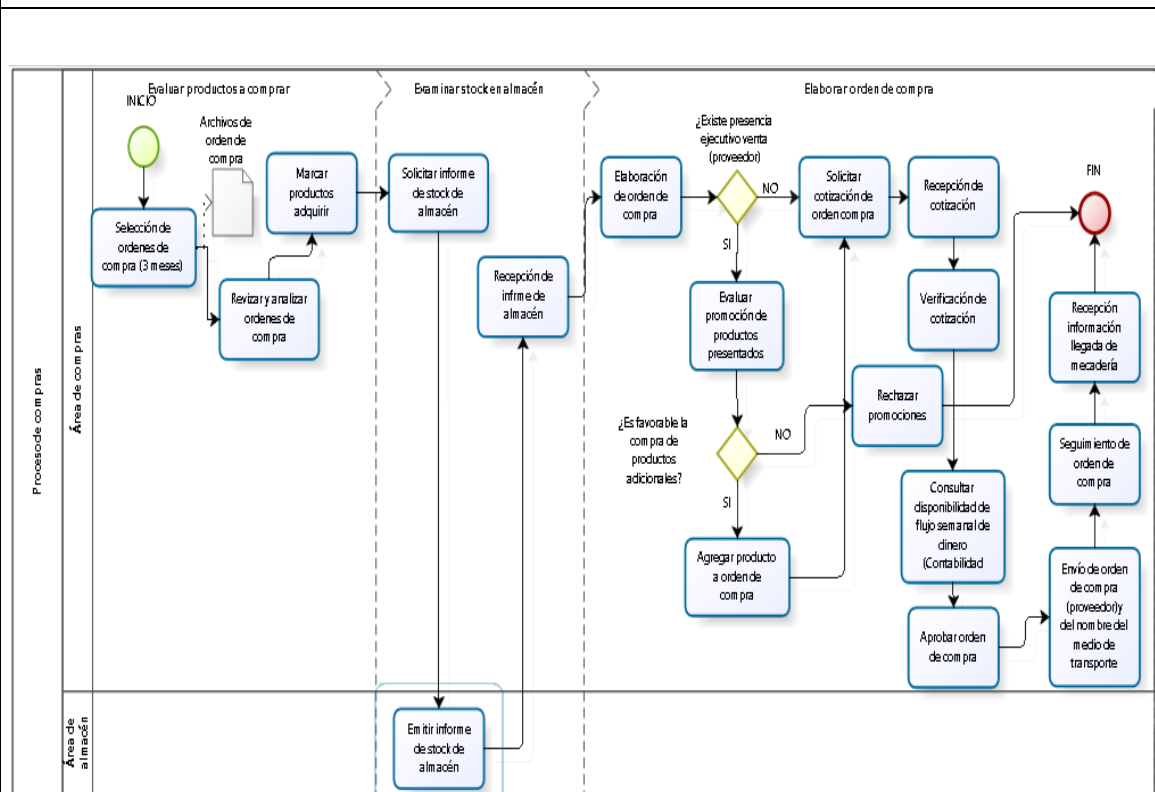 Evaluar productos a comprar
Examinar stock en almacén
Elaborar orden de compra
Proceso de compras
Área de compras
INICIO
Archivos de
orden de
compra
Selección de
ordenes de
compra (3 meses)
Revizar y analizar
ordenes de
compra
Marcar
productos
adquirir
Solicitar informe
de stock de
almacén
Recepción de
infrme de
almacén
Elaboración
de orden de
compra
¿Existe presencia
ejecutivo venta
(proveedor)
NO
SI
Solicitar
cotización de
orden compra
Recepción de
cotización
FIN
Evaluar
promoción de
productos
presentados
Verificación de
cotización
Recepción
información
llegada de
mecadería
¿Es favorable la
compra de
productos
adicionales?
NO
SI
Rechazar
promociones
Seguimiento de
orden de
compra
Consultar
disponibilidad de
flujo semanal de
dinero
(Contabilidad
Agregar producto
a orden de
compra
Aprobar orden
de compra
Envío de orden
de compra
(proveedor)y
del nombre del
medio de
transporte
Área de
almacén
Emitir informe
de stock de
almacén